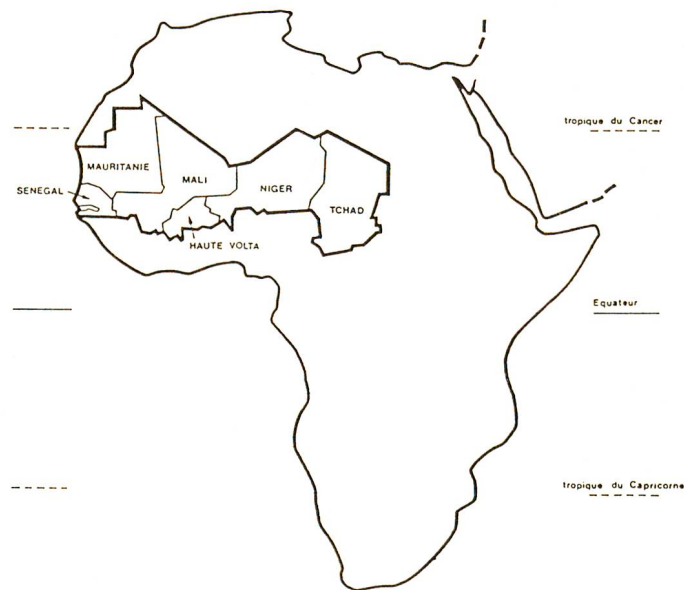 tropique du Cancer
MAURITANIE
MALI
SENEGAL
NIGER
TCHAD
HAUTE VOLTA
Equateur
tropique du Capricorne